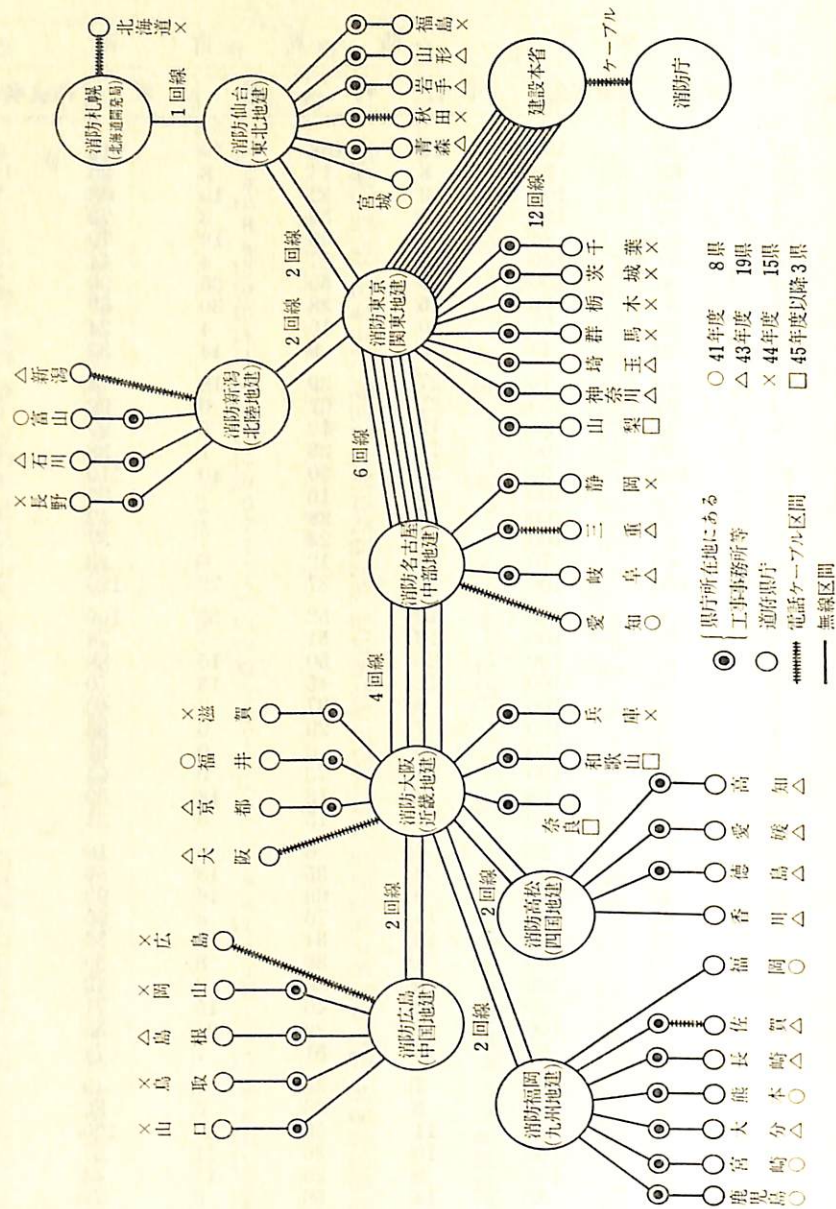 北海道×
消防札幌
(北海道開発局)
1回線
消防仙台
(東北地建)
福島×
山形△
岩手△
秋田×
青森△
宮城○
2回線
2回線
消防新潟
(北陸地建)
△新潟
○富山
△石川
×長野
消防東京
(関東地建)
12回線
建設本省
ケーブル
消防庁
千葉×
茨城×
栃木×
群馬×
埼玉△
神奈川△
山梨□
6回線
消防名古屋
(中部地建)
静岡×
三重△
岐阜△
愛知○
4回線
消防大阪
(近畿地建)
×滋賀
○福井
△京都
△大阪
兵庫×
和歌山□
奈良□
2回線
消防広島
(中国地建)
×広島
×岡山
△島根
×鳥取
×山口
2回線
消防高松
(四国地建)
高知△
愛媛△
徳島△
香川△
2回線
消防福岡
(九州地建)
福岡○
佐賀△
長崎△
熊本○
大分△
宮崎○
鹿児島○
○ 41年度 8県
△ 43年度 19県
× 44年度 15県
□ 45年度以降3県
県庁所在地にある
工事事務所等
道府県庁
電話ケーブル区間
無線区間